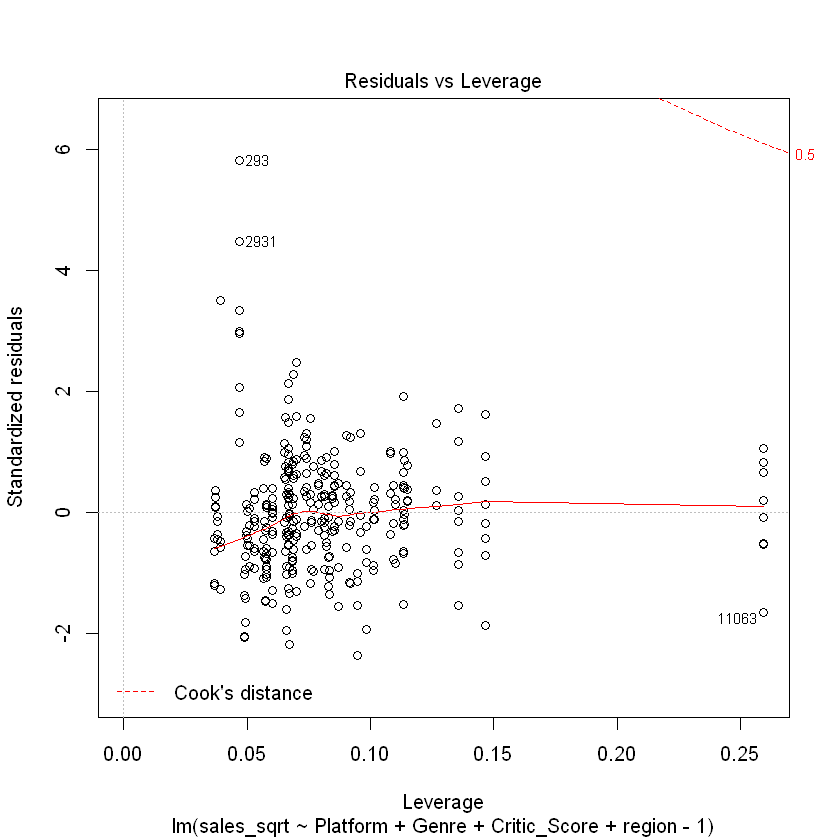 Residuals vs Leverage
Standardized residuals
6
4
2
0
-2
293
2931
11063
0.5
Cook's distance
0.00 0.05 0.10 0.15 0.20 0.25
Leverage
lm(sales_sqrt ~ Platform + Genre + Critic_Score + region - 1)